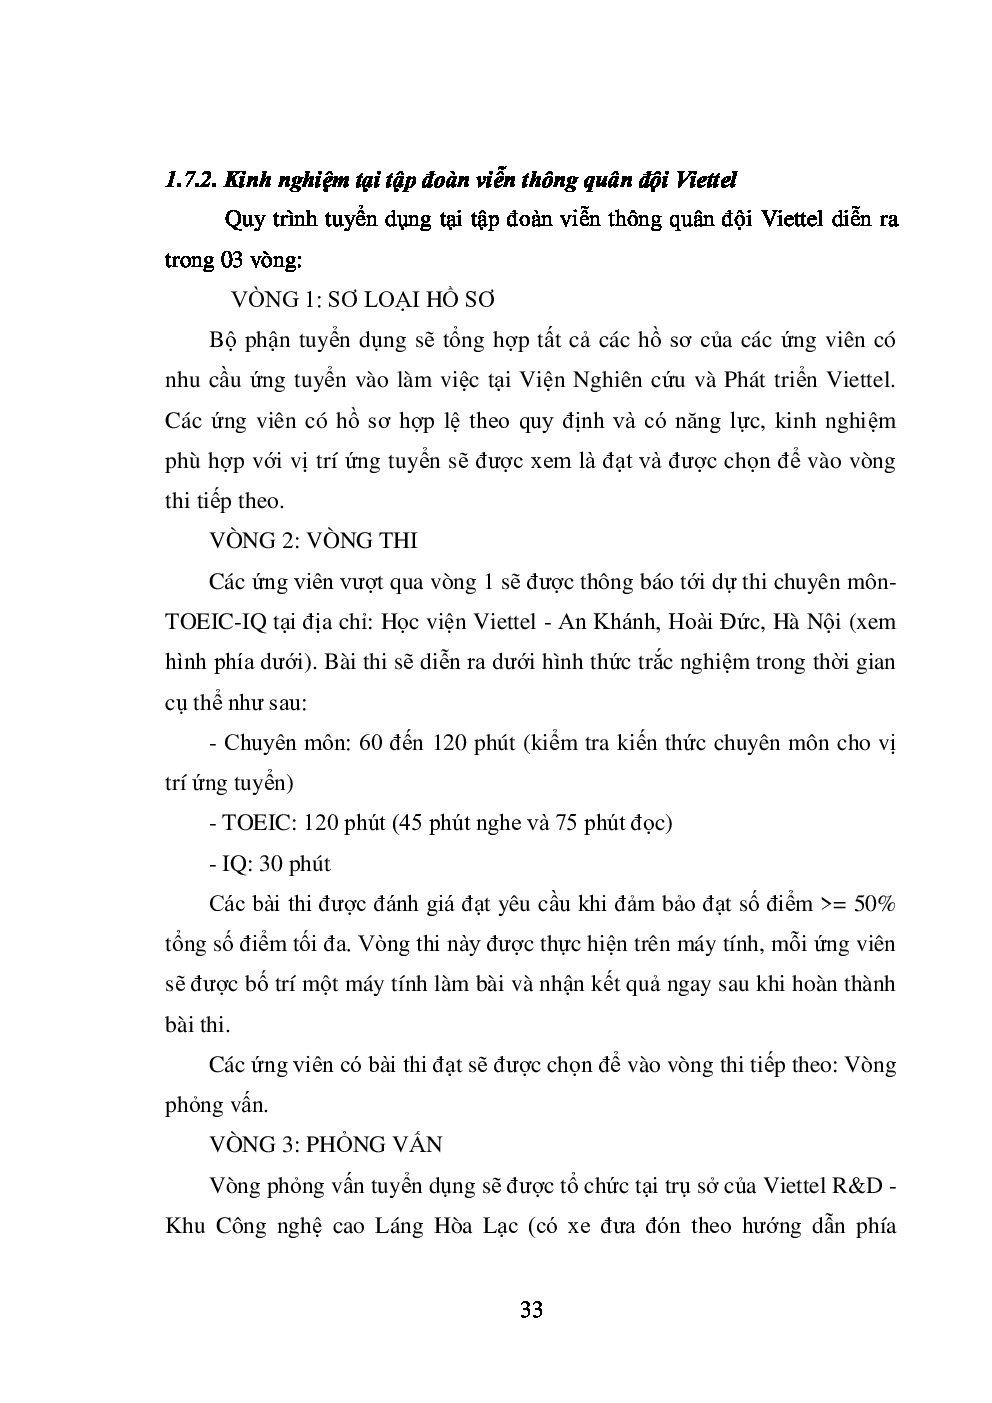 1.7.2. Kinh nghiệm tại tập đoàn viễn thông quân đội Viettel
Quy trình tuyển dụng tại tập đoàn viễn thông quân đội Viettel diễn ra
trong 03 vòng:
VÒNG 1: SƠ LOẠI HỒ SƠ
Bộ phận tuyển dụng sẽ tổng hợp tất cả các hồ sơ của các ứng viên có
nhu cầu ứng tuyển vào làm việc tại Viện Nghiên cứu và Phát triển Viettel.
Các ứng viên có hồ sơ hợp lệ theo quy định và có năng lực, kinh nghiệm
phù hợp với vị trí ứng tuyển sẽ được xem là đạt và được chọn để vào vòng
thi tiếp theo.
VÒNG 2: VÒNG THI
Các ứng viên vượt qua vòng 1 sẽ được thông báo tới dự thi chuyên môn-
TOEIC-IQ tại địa chỉ: Học viện Viettel - An Khánh, Hoài Đức, Hà Nội (xem
hình phía dưới). Bài thi sẽ diễn ra dưới hình thức trắc nghiệm trong thời gian
cụ thể như sau:
- Chuyên môn: 60 đến 120 phút (kiểm tra kiến thức chuyên môn cho vị
trí ứng tuyển)
- TOEIC: 120 phút (45 phút nghe và 75 phút đọc)
- IQ: 30 phút
Các bài thi được đánh giá đạt yêu cầu khi đảm bảo đạt số điểm >= 50%
tổng số điểm tối đa. Vòng thi này được thực hiện trên máy tính, mỗi ứng viên
sẽ được bố trí một máy tính làm bài và nhận kết quả ngay sau khi hoàn thành
bài thi.
Các ứng viên có bài thi đạt sẽ được chọn để vào vòng thi tiếp theo: Vòng
phỏng vấn.
VÒNG 3: PHỎNG VẤN
Vòng phỏng vấn tuyển dụng sẽ được tổ chức tại trụ sở của Viettel R&D -
Khu Công nghệ cao Láng Hòa Lạc (có xe đưa đón theo hướng dẫn phía
33